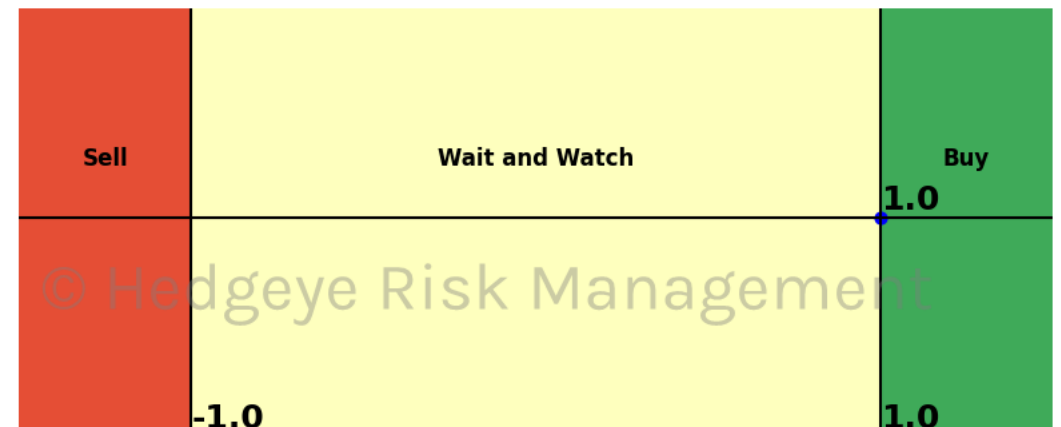 Sell
Wait and Watch
Buy
1.0
© Hedgeye Risk Management
-1.0
1.0